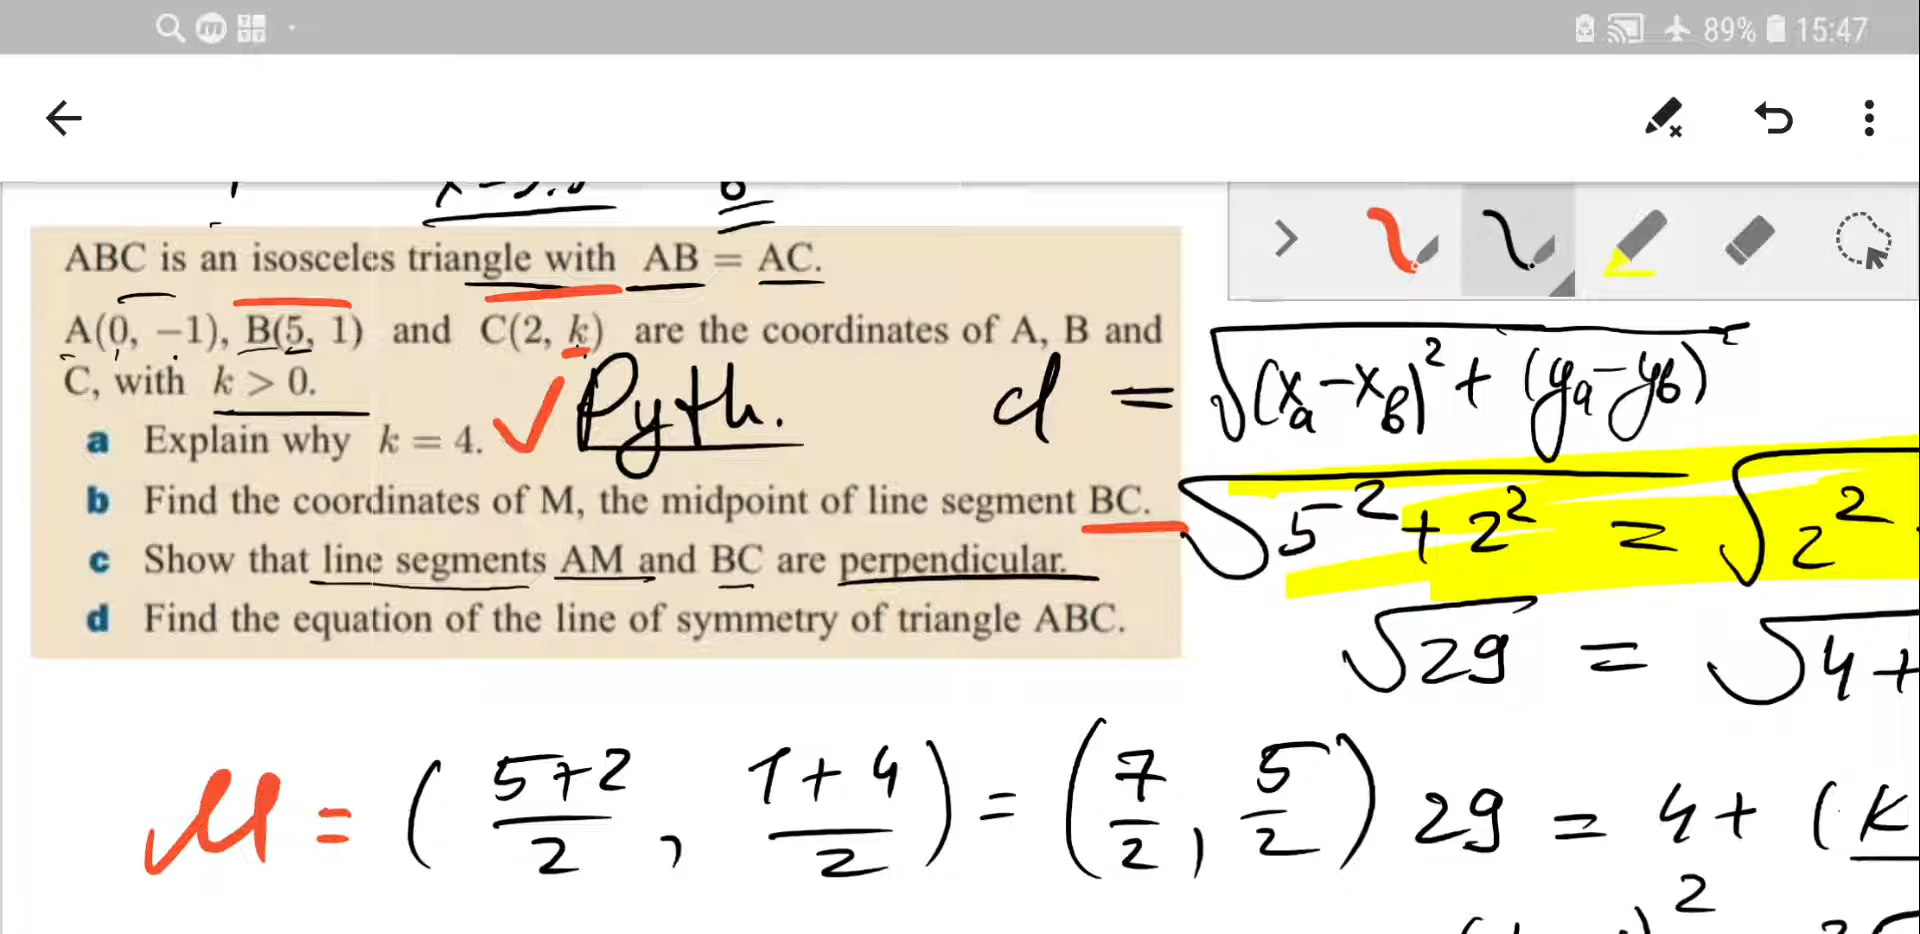 89% 15:47
ABC is an isosceles triangle with AB = AC.
A(0, −1), B(5, 1) and C(2, k) are the coordinates of A, B and
C, with k > 0.
a Explain why k = 4. ✓ Pyth.
b Find the coordinates of M, the midpoint of line segment BC.
c Show that line segments AM and BC are perpendicular.
d Find the equation of the line of symmetry of triangle ABC.
d = √(xa−xb)² + (ya−yb)²
√5² + 2² = √2²
√29 = √4+
M = (5+2/2, 1+4/2) = (7/2, 5/2)
29 = 4 + (k